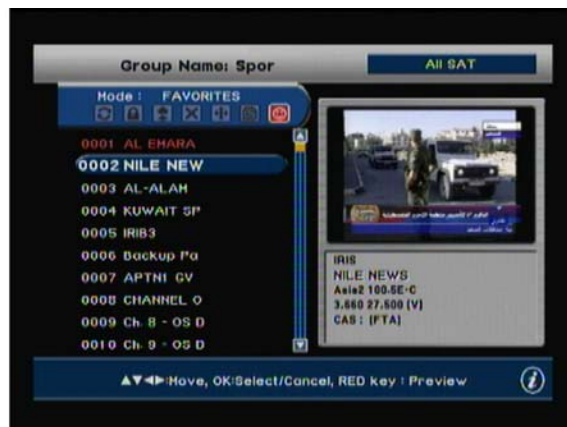 Group Name: Spor
All SAT
Mode : FAVORITES
0001 AL EMARA
0002 NILE NEW
0003 AL-ALAM
0004 KUWAIT SP
0005 IRIB3
0006 Backup Pa
0007 APTN1 GV
0008 CHANNEL O
0009 Ch. 8 - OS D
0010 Ch. 9 - OS D
IRIS
NILE NEWS
Asia2 100.5E-C
3.660 27.500 [V]
CAS : [FTA]
▲▼◀▶:Move, OK:Select/Cancel, RED key : Preview
i